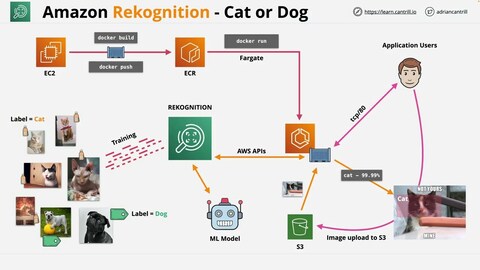 Amazon Rekognition - Cat or Dog
https://learn.cantrill.io
adriancantrill
docker build
docker push
EC2
ECR
docker run
Fargate
Application Users
REKOGNITION
tcp/80
Label = Cat
Training
AWS APIs
cat - 99.99%
NOT YOURS
Cat
MINE
Label = Dog
ML Model
S3
Image upload to S3